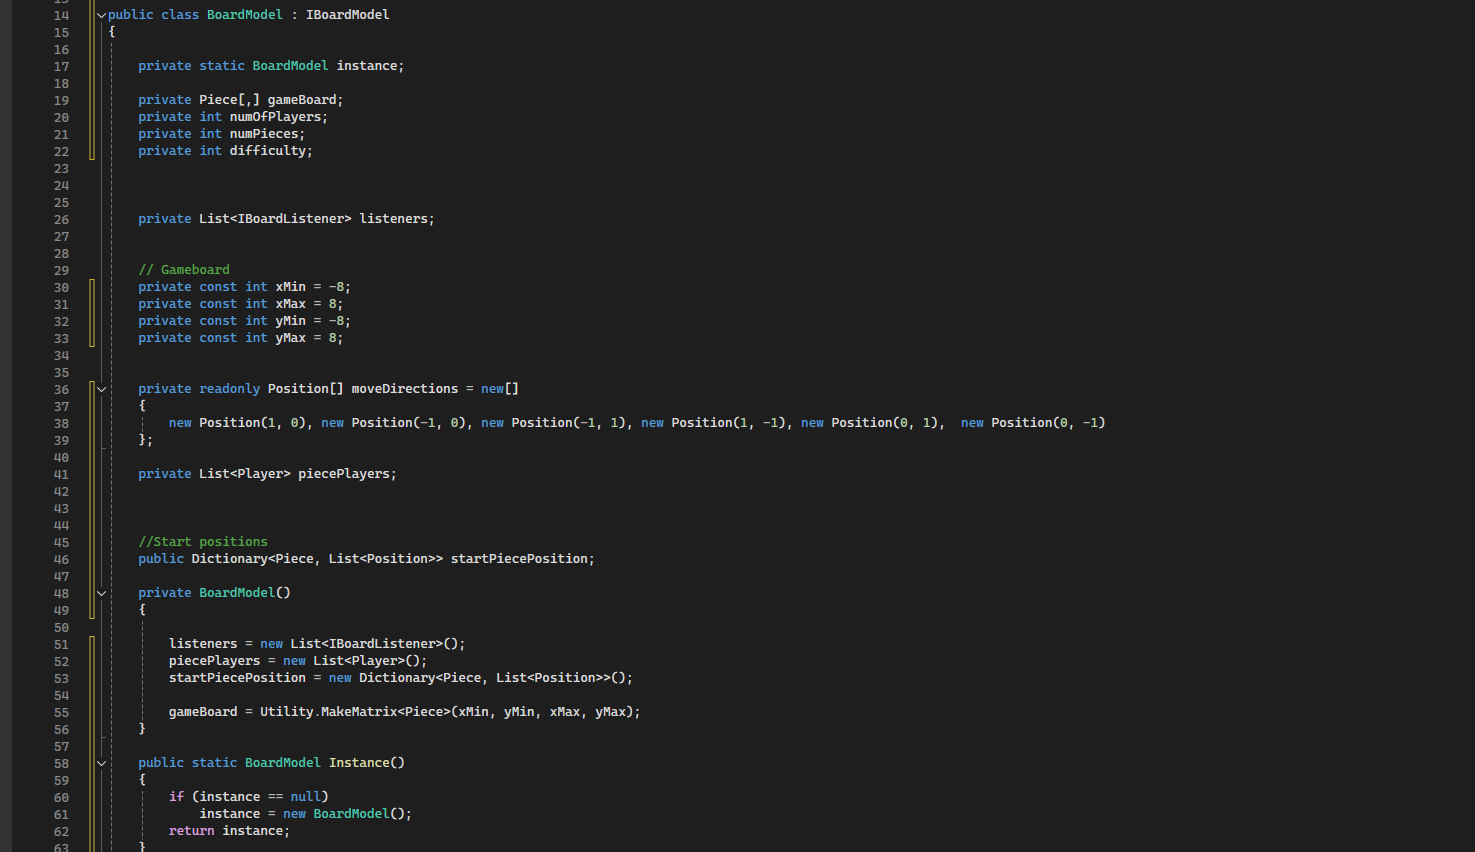 14 public class BoardModel : IBoardModel
15 {
16
17 private static BoardModel instance;
18
19 private Piece[,] gameBoard;
20 private int numOfPlayers;
21 private int numPieces;
22 private int difficulty;
23
24
25
26 private List<IBoardListener> listeners;
27
28
29 // Gameboard
30 private const int xMin = -8;
31 private const int xMax = 8;
32 private const int yMin = -8;
33 private const int yMax = 8;
34
35
36 private readonly Position[] moveDirections = new[]
37 {
38 new Position(1, 0), new Position(-1, 0), new Position(-1, 1), new Position(1, -1), new Position(0, 1),  new Position(0, -1)
39 };
40
41 private List<Player> piecePlayers;
42
43
44
45 //Start positions
46 public Dictionary<Piece, List<Position>> startPiecePosition;
47
48 private BoardModel()
49 {
50
51 listeners = new List<IBoardListener>();
52 piecePlayers = new List<Player>();
53 startPiecePosition = new Dictionary<Piece, List<Position>>();
54
55 gameBoard = Utility.MakeMatrix<Piece>(xMin, yMin, xMax, yMax);
56 }
57
58 public static BoardModel Instance()
59 {
60 if (instance == null)
61 instance = new BoardModel();
62 return instance;
63 }